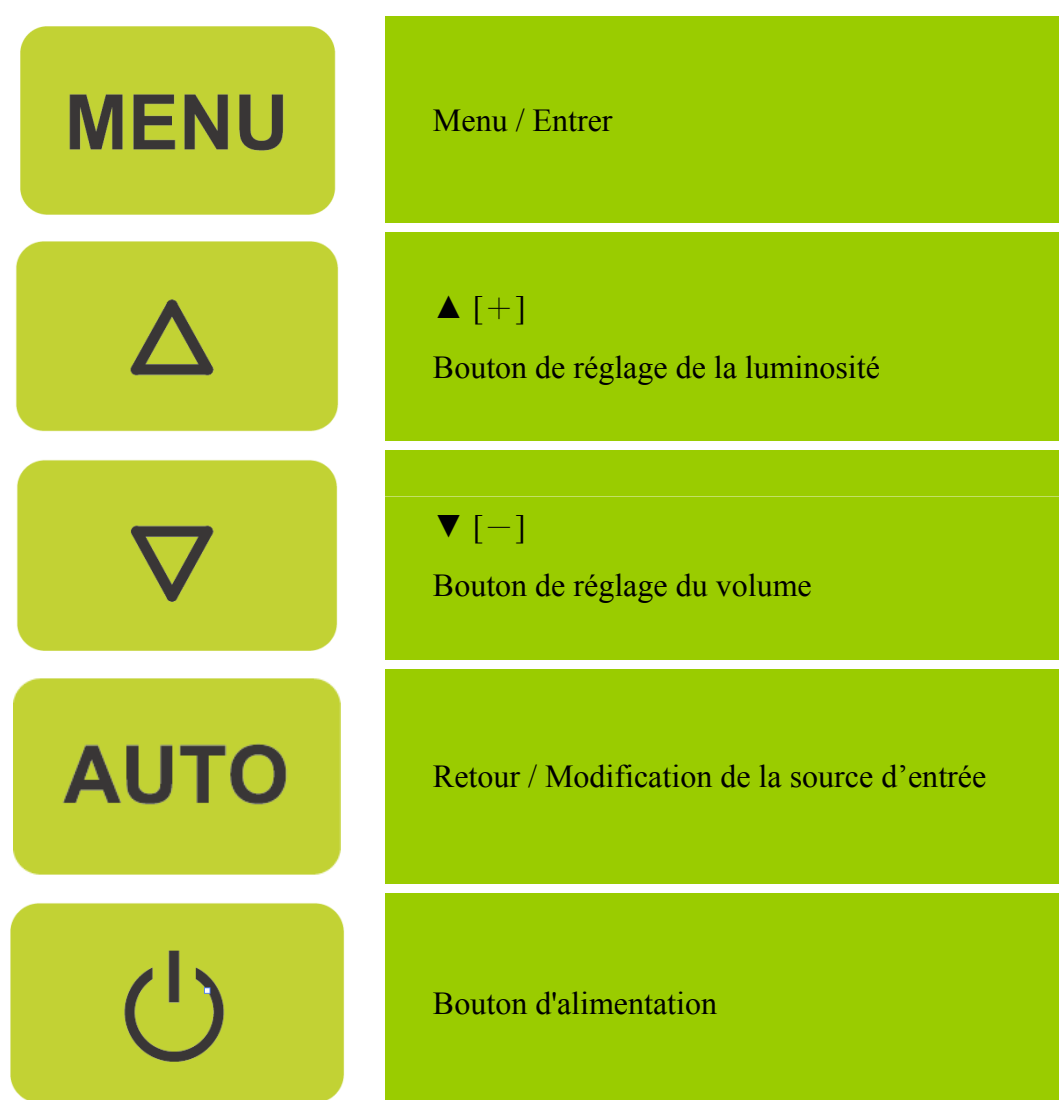 MENU
Menu / Entrer
▲ [＋]
Bouton de réglage de la luminosité
▼ [－]
Bouton de réglage du volume
AUTO
Retour / Modification de la source d’entrée
Bouton d'alimentation